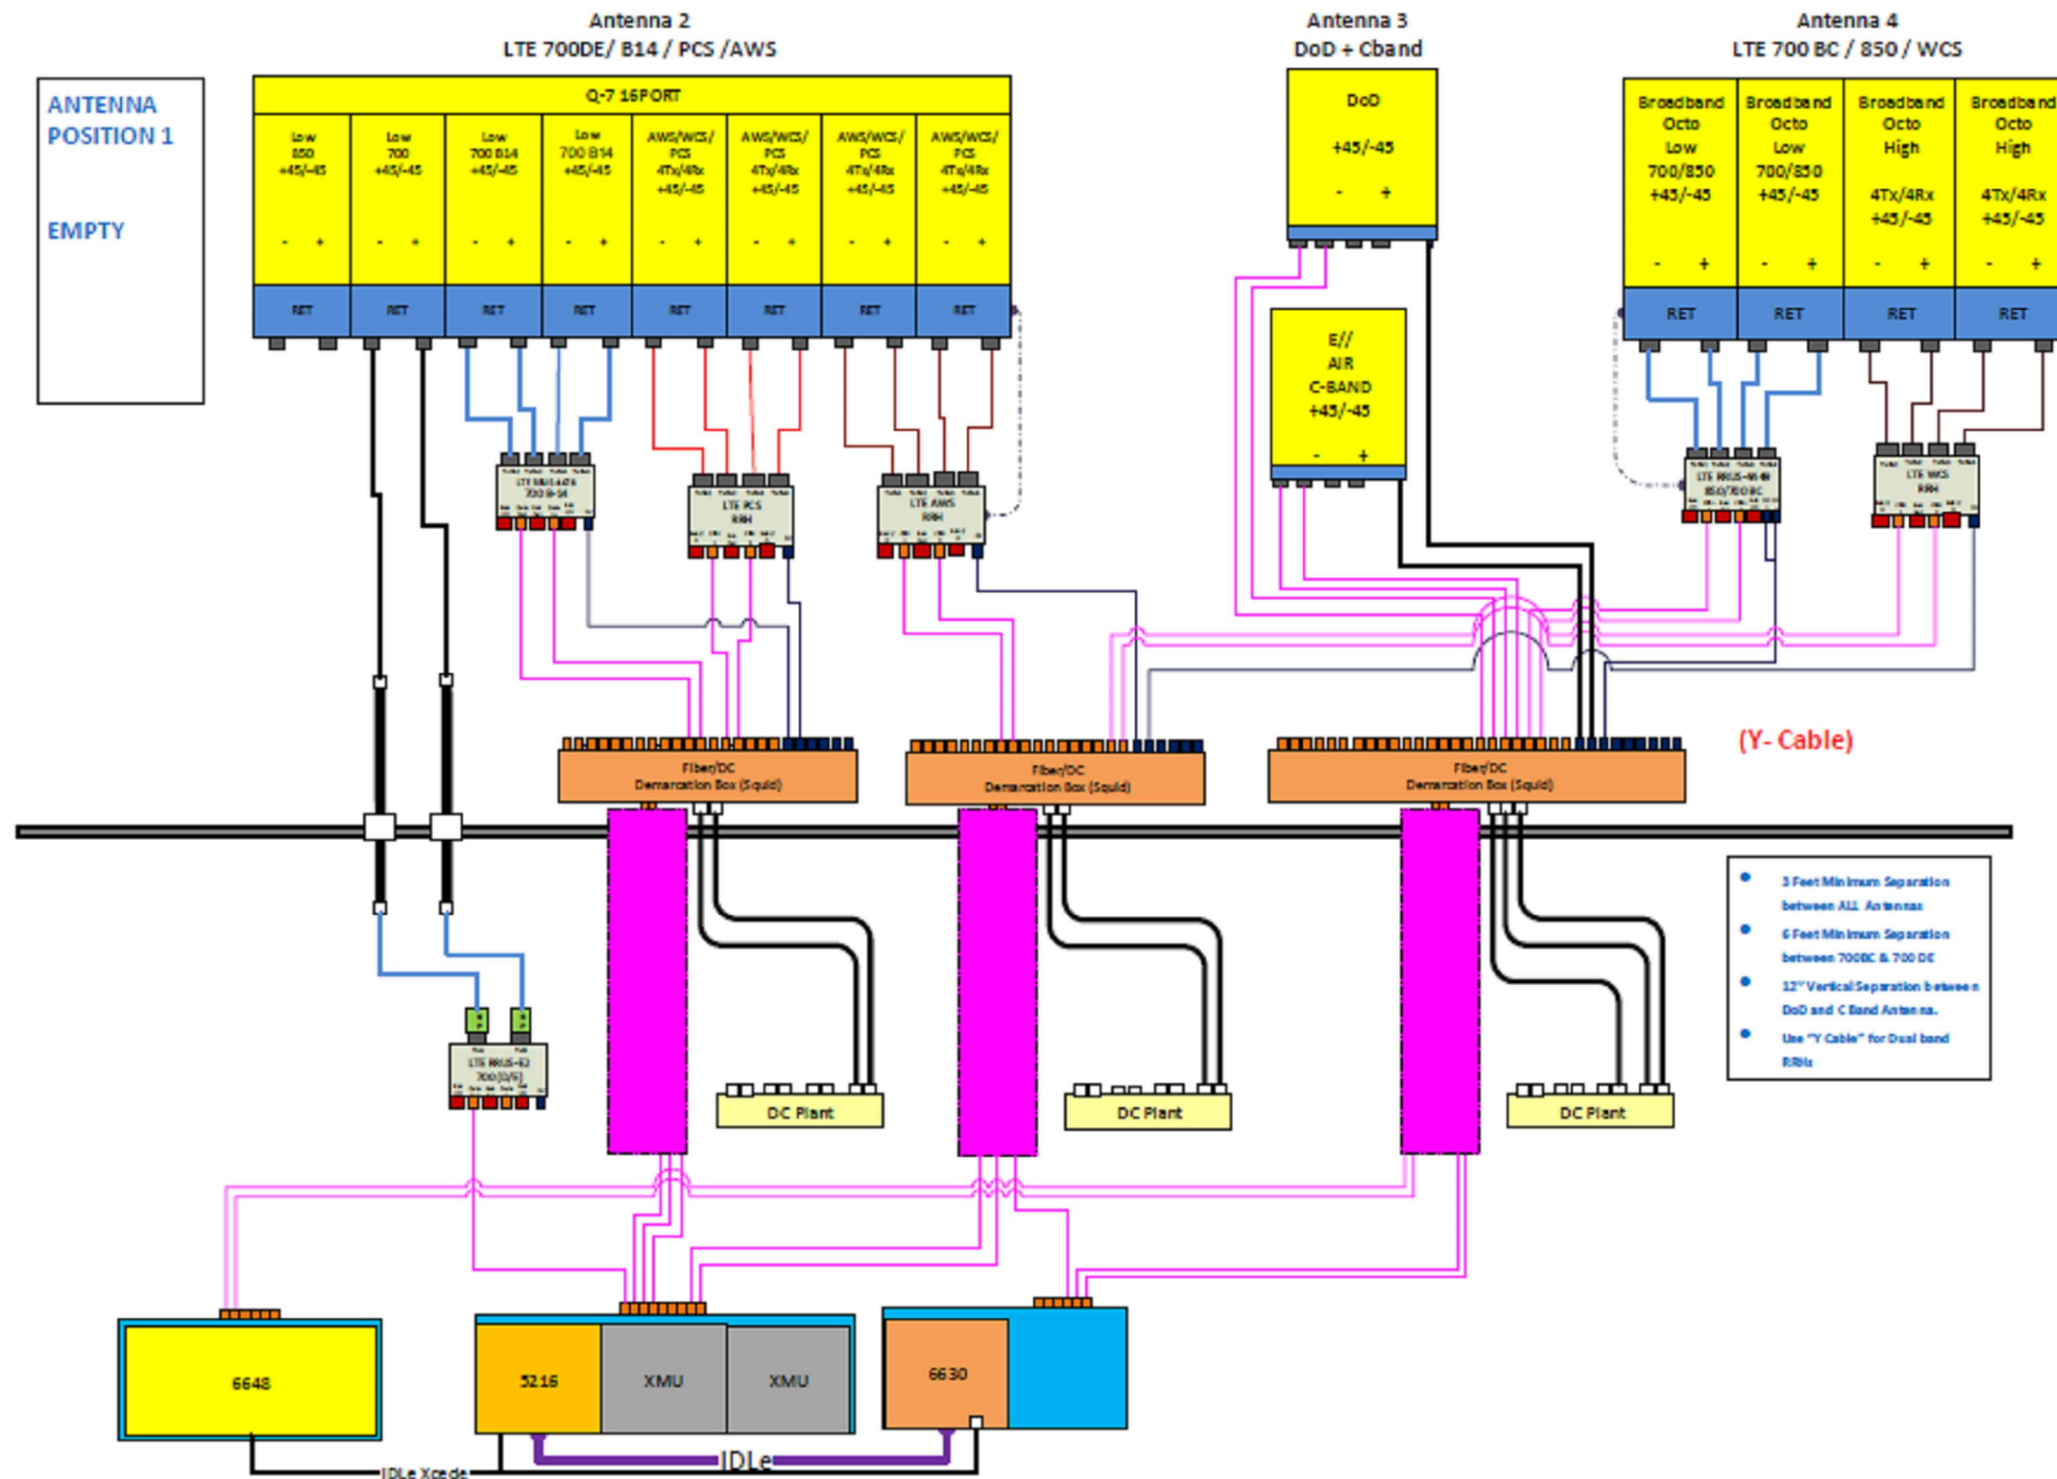 Antenna 2
LTE 700DE/ B14 / PCS /AWS
Antenna 3
DoD + Cband
Antenna 4
LTE 700 BC / 850 / WCS
ANTENNA
POSITION 1
EMPTY
Q-7 16PORT
Low
850
+45/-45
- +
RET
Low
700
+45/-45
- +
RET
Low
700 B14
+45/-45
- +
RET
Low
700 B14
+45/-45
- +
RET
AWS/WCS/
PCS
4Tx/4Rx
+45/-45
- +
RET
AWS/WCS/
PCS
4Tx/4Rx
+45/-45
- +
RET
AWS/WCS/
PCS
4Tx/4Rx
+45/-45
- +
RET
AWS/WCS/
PCS
4Tx/4Rx
+45/-45
- +
RET
DoD
+45/-45
- +
E//
AIR
C-BAND
+45/-45
- +
Broadband
Octo
Low
700/850
+45/-45
- +
RET
Broadband
Octo
Low
700/850
+45/-45
- +
RET
Broadband
Octo
High
4Tx/4Rx
+45/-45
- +
RET
Broadband
Octo
High
4Tx/4Rx
+45/-45
- +
RET
700 B-14
LTE PCS
RRH
LTE AWS
RRH
850/700 BC
LTE WCS
RRH
Fiber/DC
Demarcation Box (Squid)
Fiber/DC
Demarcation Box (Squid)
Fiber/DC
Demarcation Box (Squid)
(Y- Cable)
3 Feet Minimum Separation
between ALL Antennas
6 Feet Minimum Separation
between 700BC & 700 DE
12" Vertical Separation between
DoD and C Band Antenna.
Use "Y Cable" for Dual band
RRHs
LTE RRUS-E2
700 (D/E)
DC Plant
DC Plant
DC Plant
6648
5216
XMU
XMU
6630
IDLe
IDLe Xcede